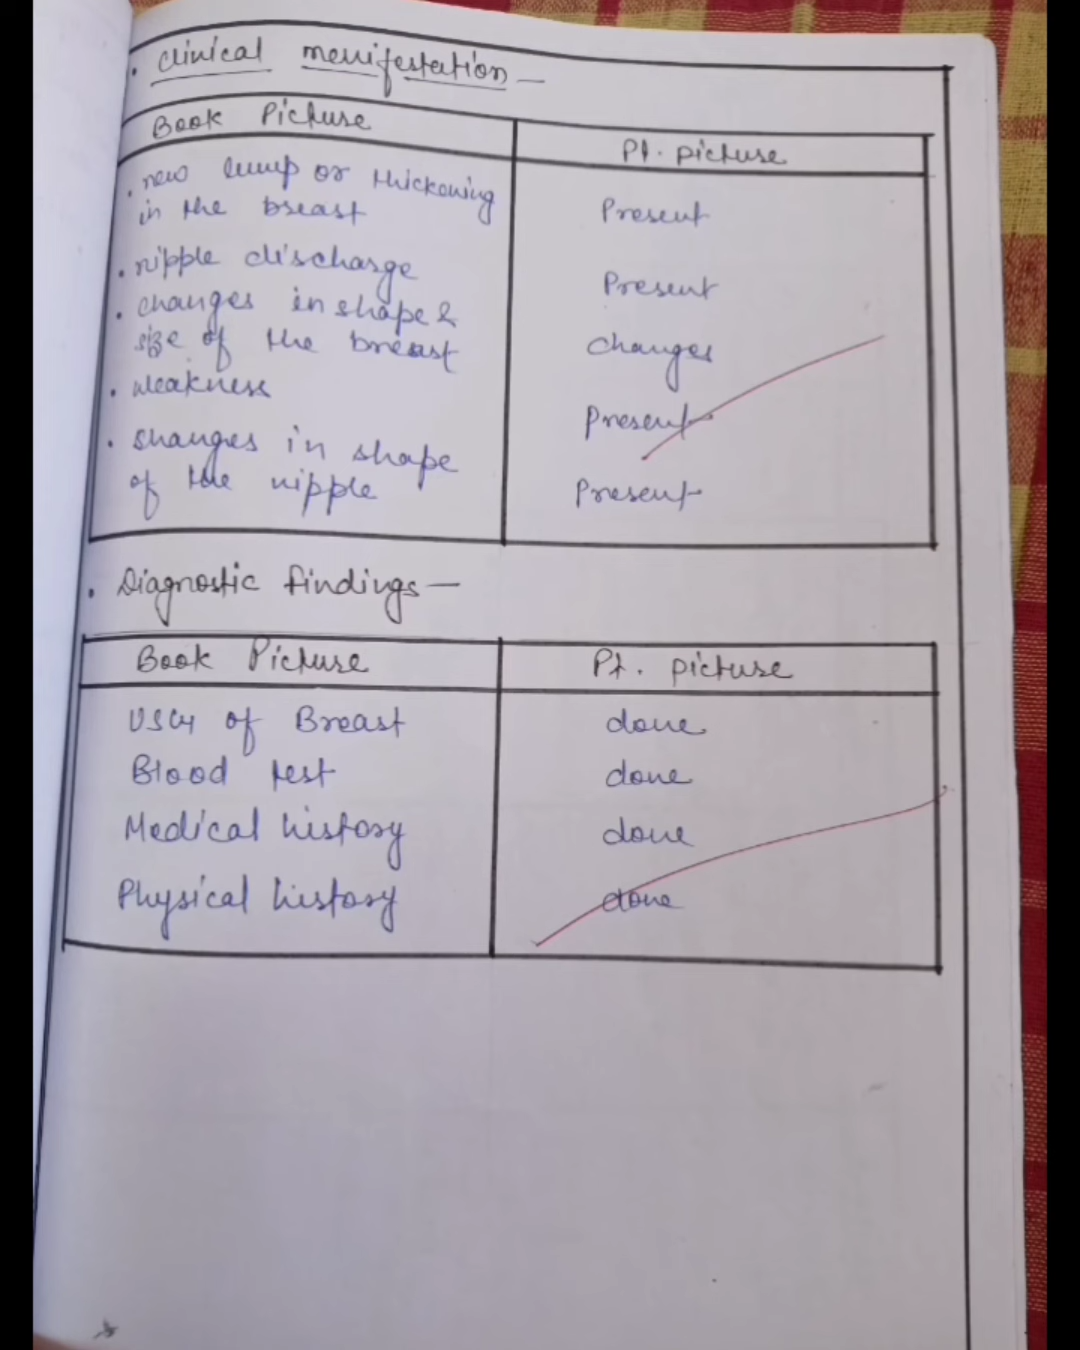 . Clinical menifestation -
Book Picture
Pt. picture
. new lump or thickening
in the breast
Present
. nipple discharge
Present
. changes in shape &
size of the breast
changes
. weakness
Present
. shanges in shape
of the nipple
Present
. Diagnostic findings -
Book Picture
Pt. picture
USG of Breast
done
Blood test
done
Medical history
done
Physical history
done